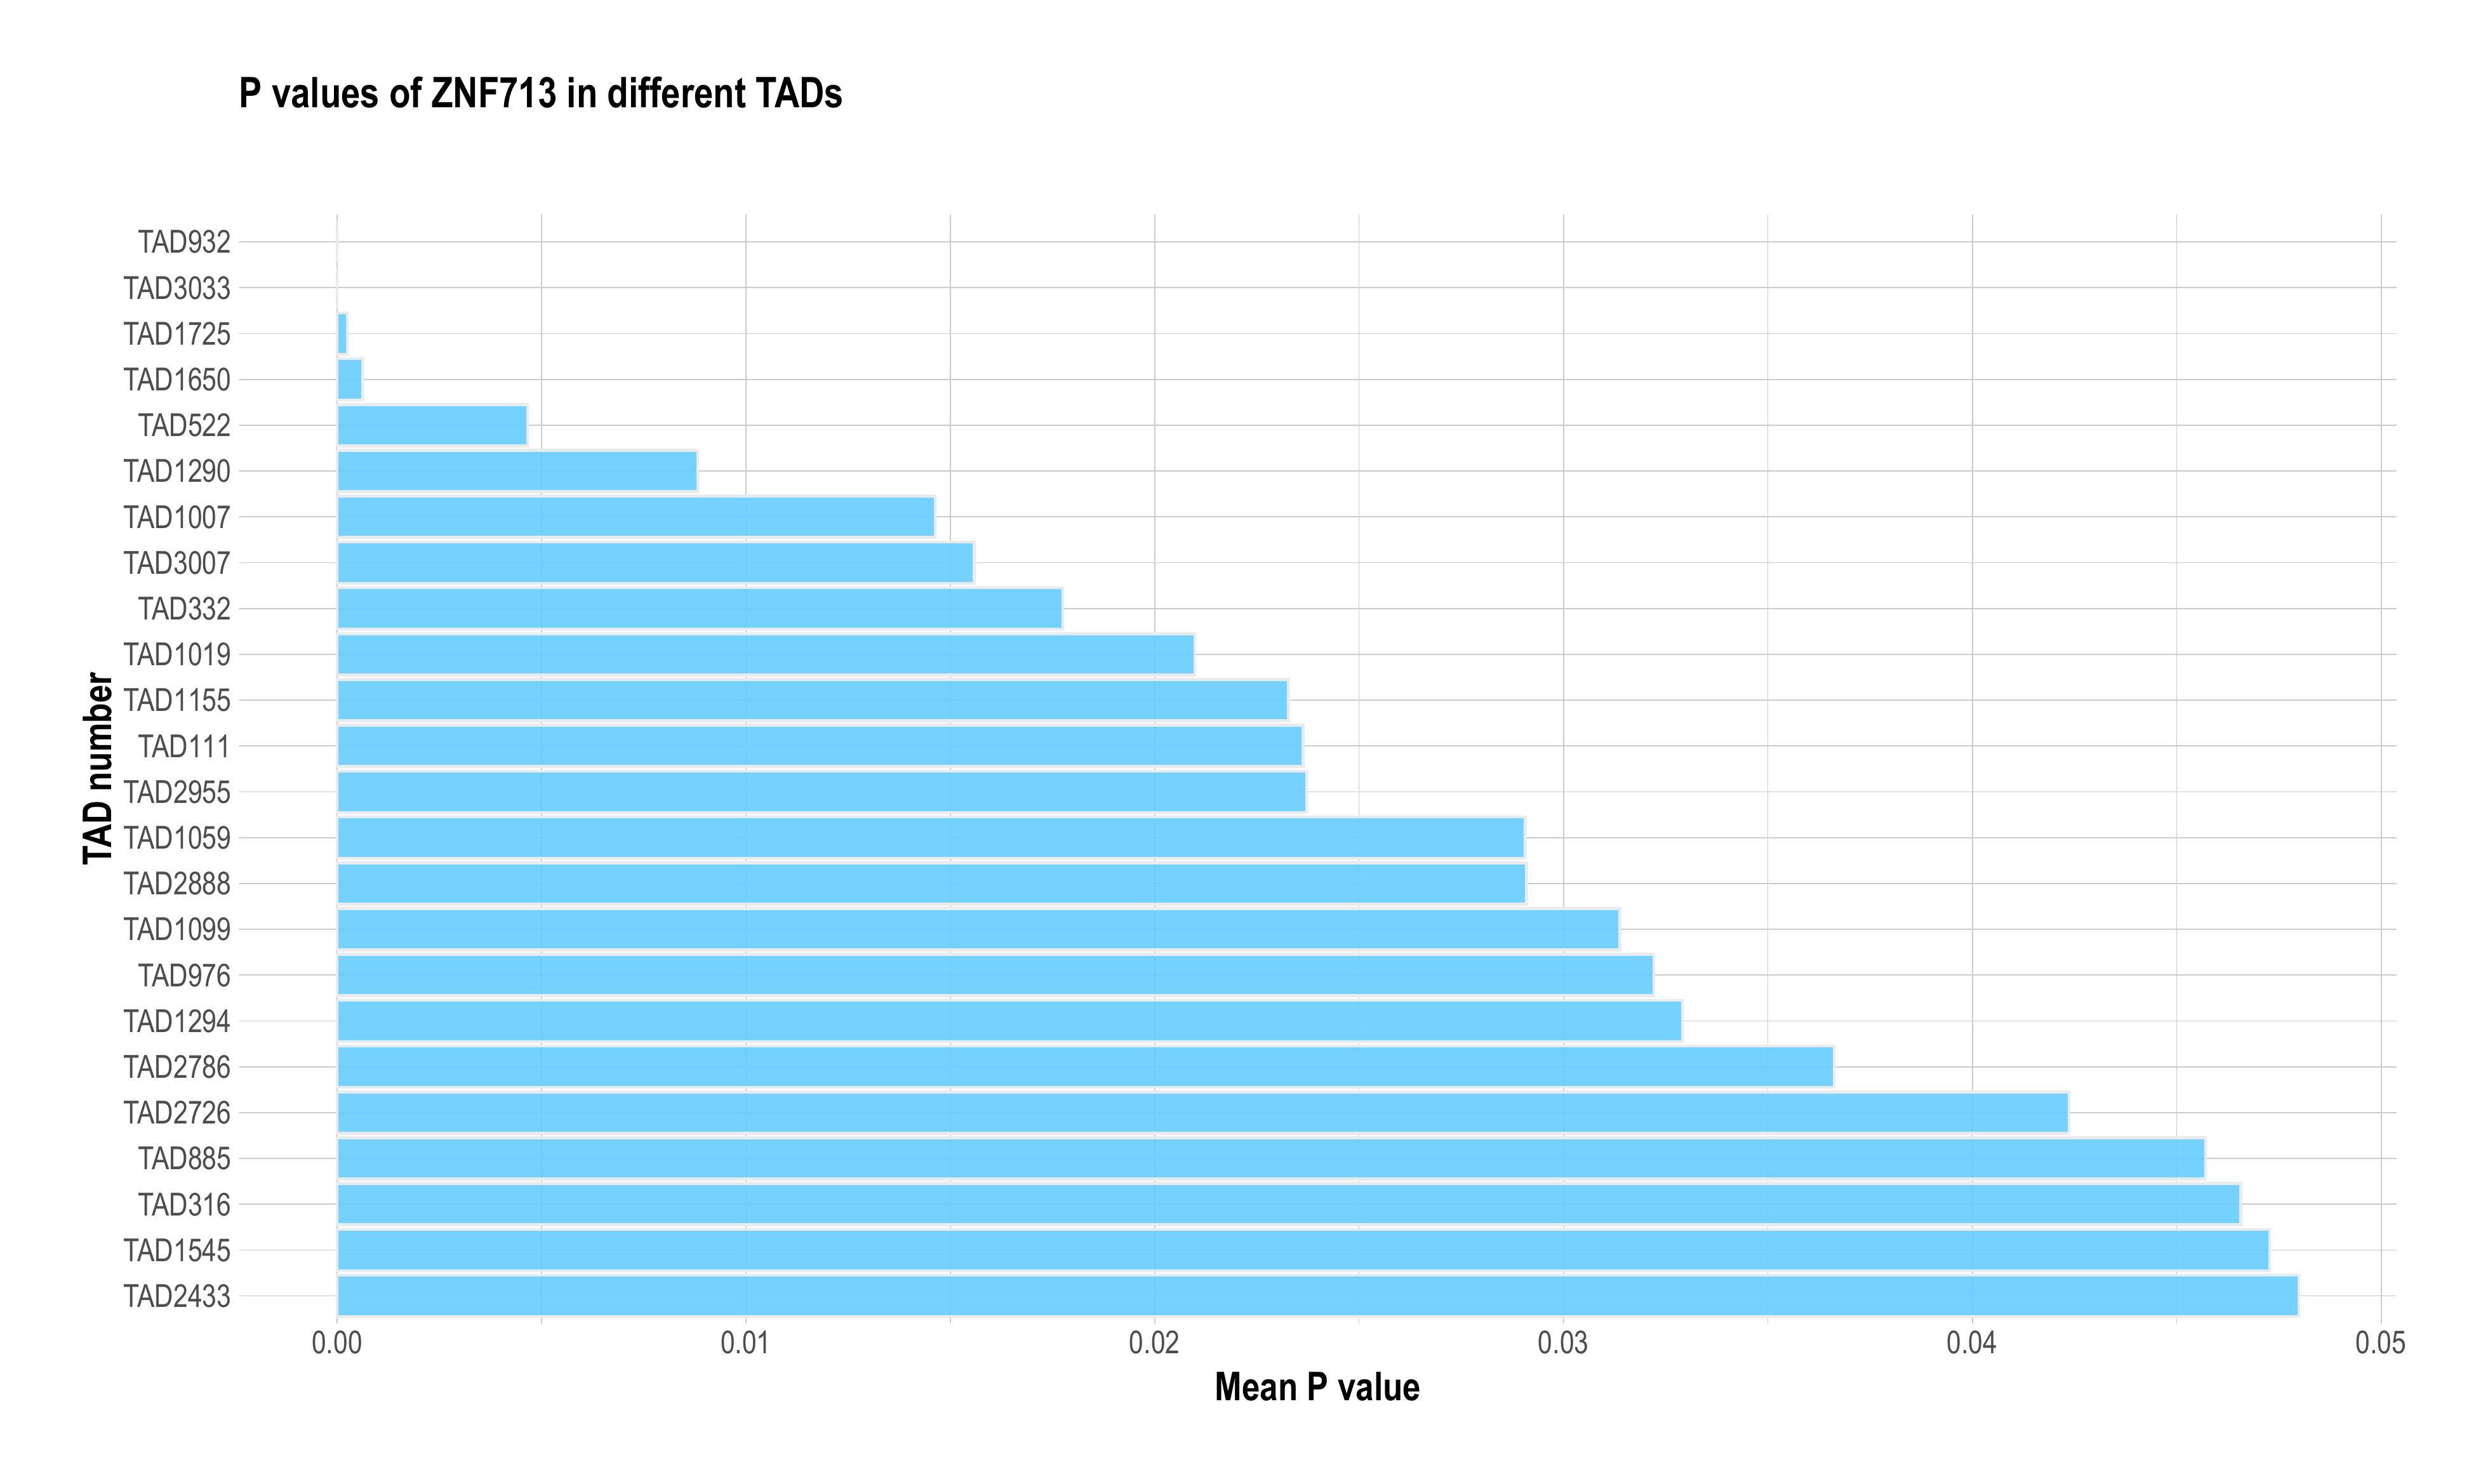 P values of ZNF713 in different TADs
TAD932
TAD3033
TAD1725
TAD1650
TAD522
TAD1290
TAD1007
TAD3007
TAD332
TAD1019
TAD1155
TAD111
TAD2955
TAD1059
TAD2888
TAD1099
TAD976
TAD1294
TAD2786
TAD2726
TAD885
TAD316
TAD1545
TAD2433
TAD number
0.00 0.01 0.02 0.03 0.04 0.05
Mean P value